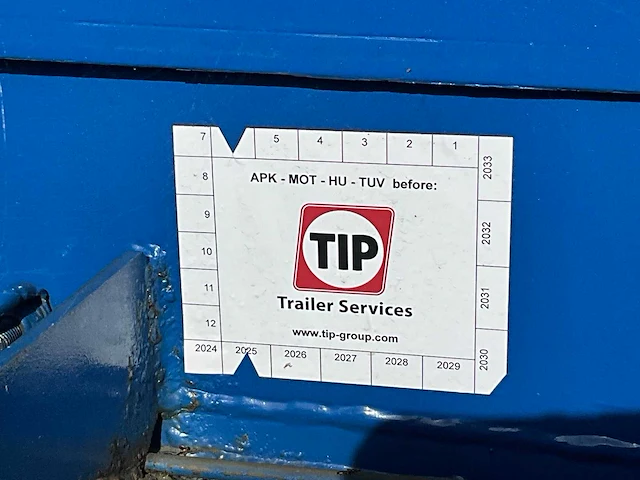 7 5 4 3 2 1
8
9
10
11
12
2033
2032
2031
2030
APK - MOT - HU - TUV before:
TIP
Trailer Services
www.tip-group.com
2024 2025 2026 2027 2028 2029